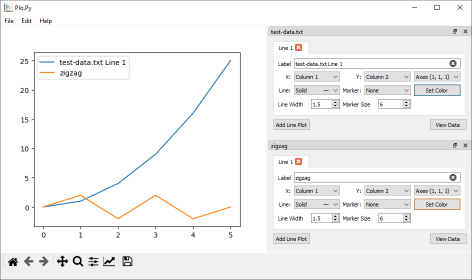 Plo.Py
File Edit Help
test-data.txt Line 1
zigzag
25
20
15
10
5
0
0 1 2 3 4 5
test-data.txt
Line 1
Label test-data.txt Line 1
X: Column 1 Y: Column 2 Axes (1, 1, 1)
Line: Solid Marker: None Set Color
Line Width 1.5 Marker Size 6
Add Line Plot View Data
zigzag
Line 1
Label zigzag
X: Column 1 Y: Column 2 Axes (1, 1, 1)
Line: Solid Marker: None Set Color
Line Width 1.5 Marker Size 6
Add Line Plot View Data